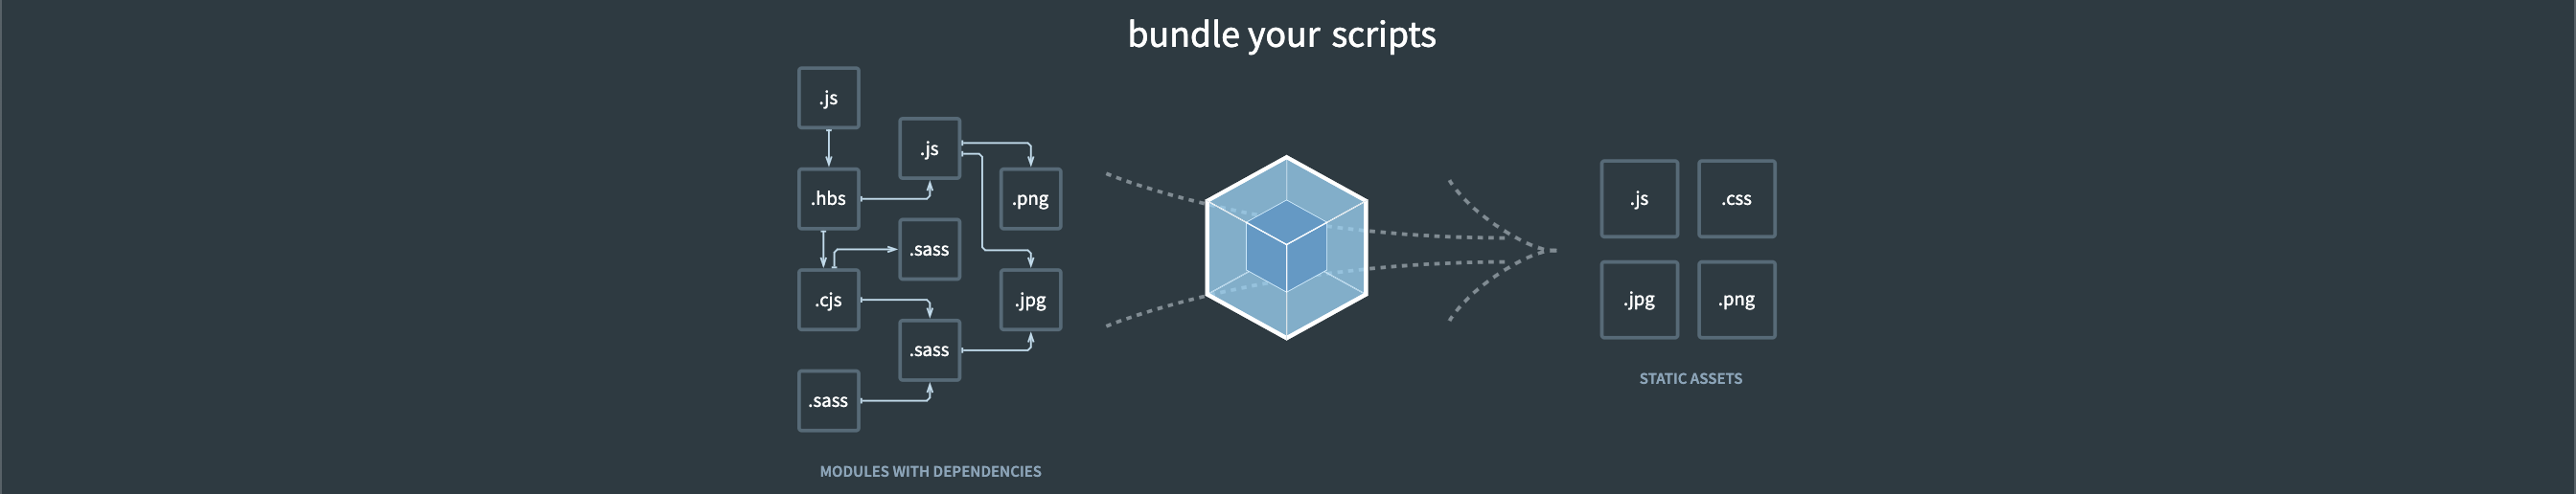 bundle your scripts
.js
.js
.hbs
.png
.sass
.cjs
.jpg
.sass
.sass
MODULES WITH DEPENDENCIES
.js
.css
.jpg
.png
STATIC ASSETS